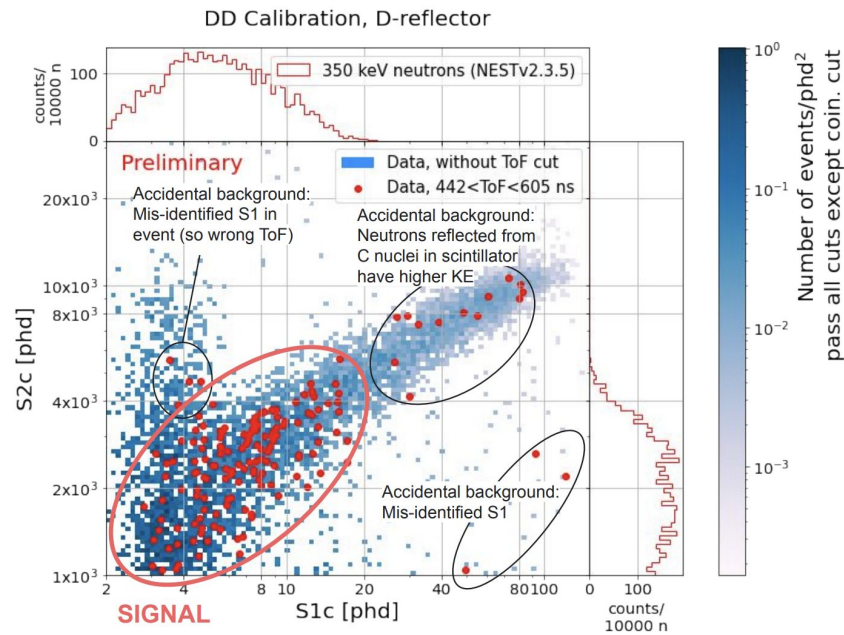 DD Calibration, D-reflector
counts/
10000 n
100
0
350 keV neutrons (NESTv2.3.5)
Preliminary
Data, without ToF cut
Data, 442<ToF<605 ns
Accidental background:
Mis-identified S1 in
event (so wrong ToF)
Accidental background:
Neutrons reflected from
C nuclei in scintillator
have higher KE
Accidental background:
Mis-identified S1
SIGNAL
S2c [phd]
20x10³
10x10³
8x10³
4x10³
2x10³
1x10³
2
4
8
10
20
40
80
100
S1c [phd]
0
100
counts/
10000 n
10⁰
10⁻¹
10⁻²
10⁻³
Number of events/phd²
pass all cuts except coin. cut